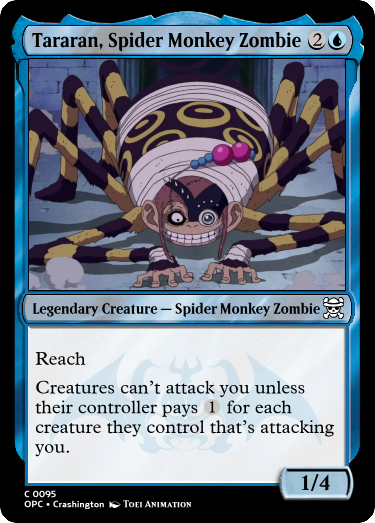 Tararan, Spider Monkey Zombie 2
Legendary Creature — Spider Monkey Zombie
Reach
Creatures can't attack you unless
their controller pays 1 for each
creature they control that's attacking
you.
1/4
C 0095
OPC • Crashington TOEI ANIMATION